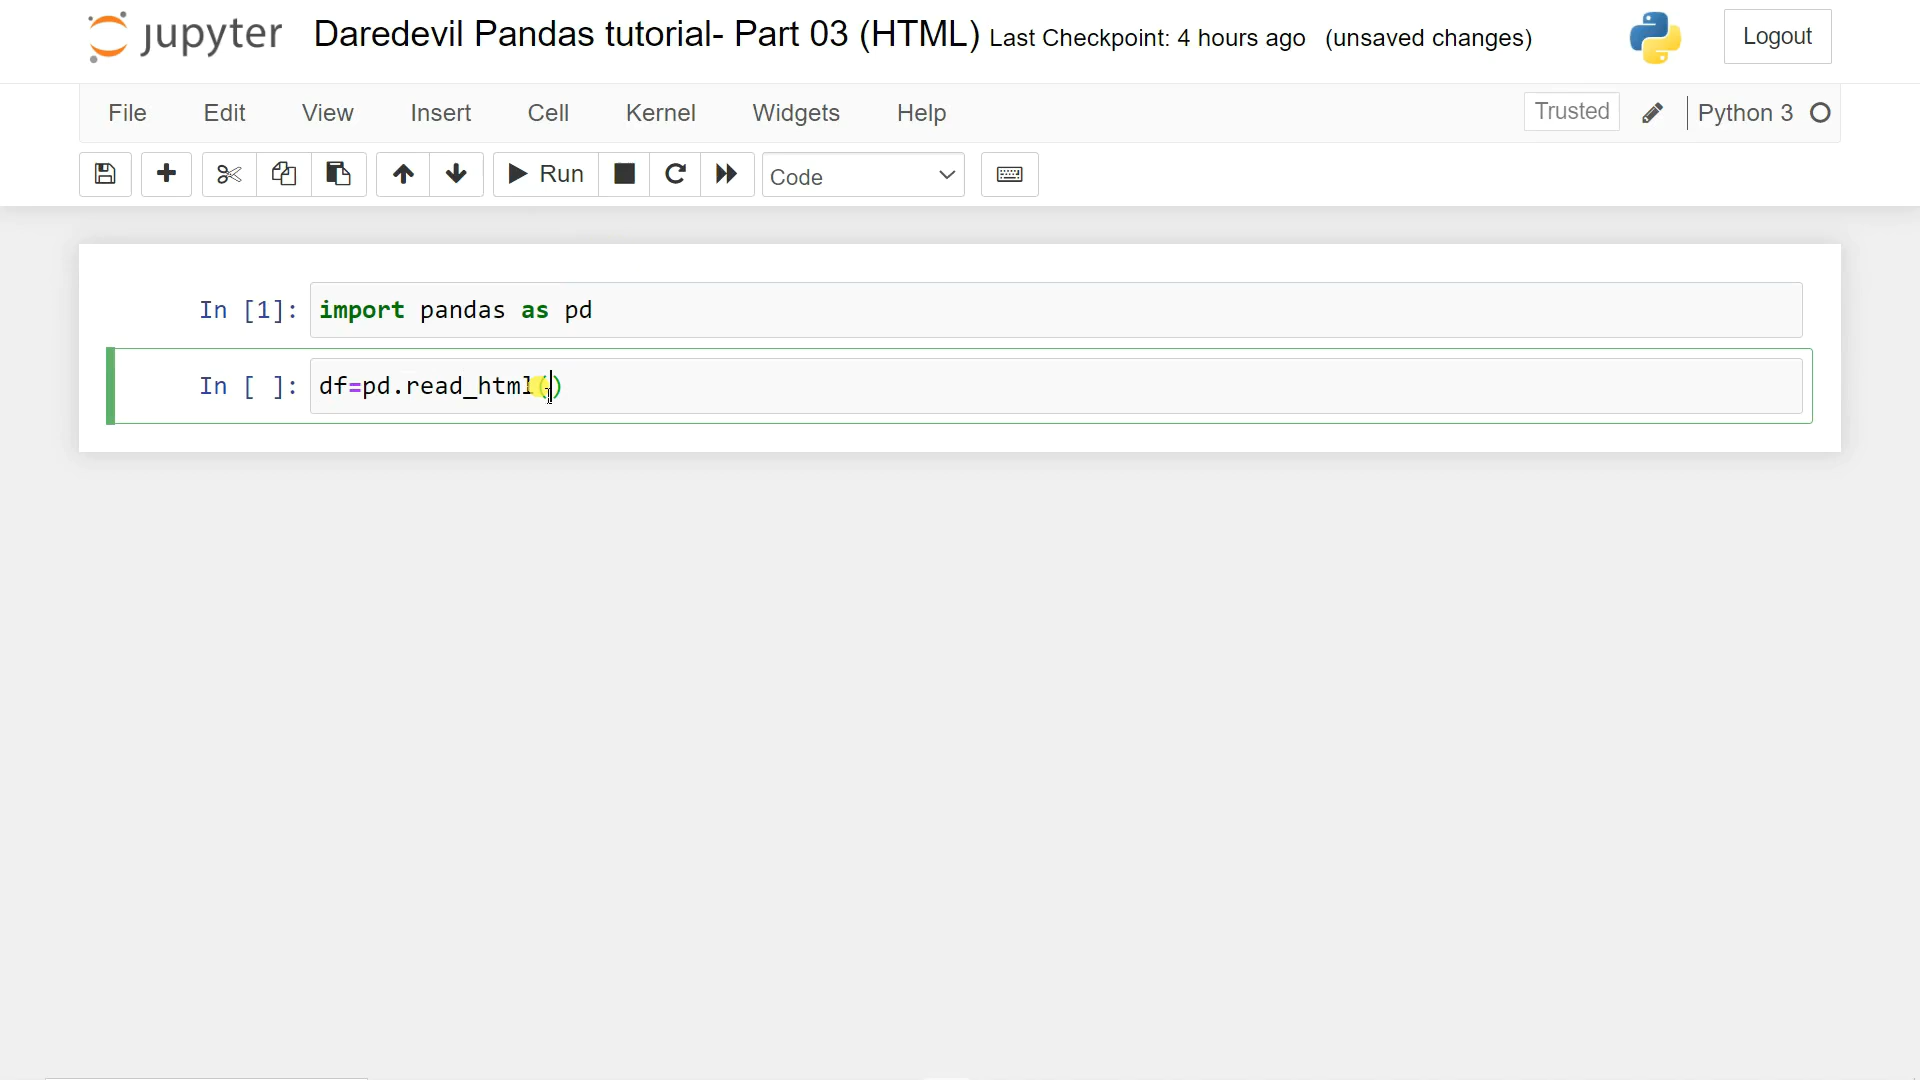 jupyter Daredevil Pandas tutorial- Part 03 (HTML) Last Checkpoint: 4 hours ago (unsaved changes) Logout
File Edit View Insert Cell Kernel Widgets Help Trusted Python 3
Run Code
In [1]: import pandas as pd
In [ ]: df=pd.read_html()